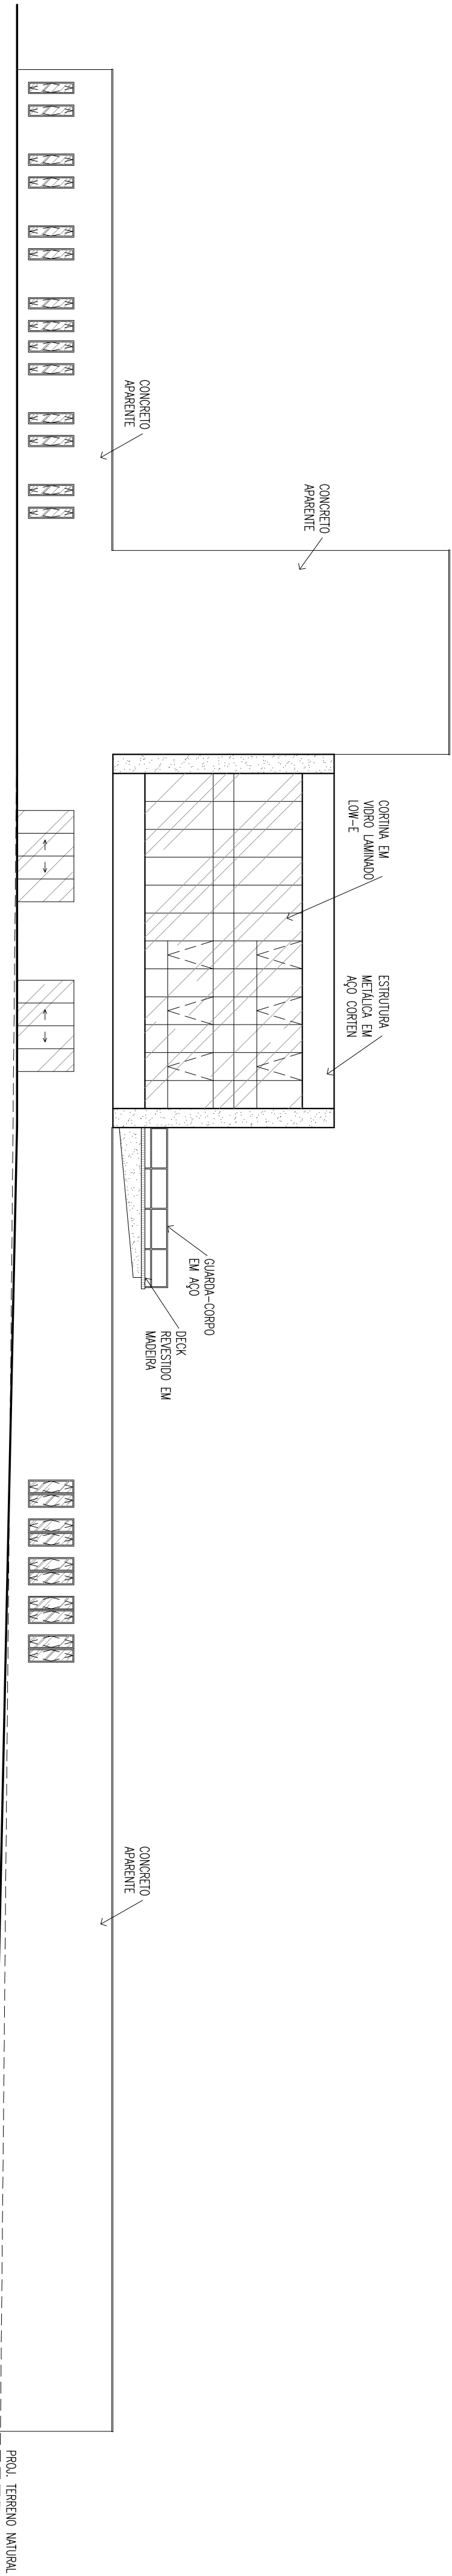 CONCRETO
APARENTE
CONCRETO
APARENTE
CORTINA EM
VIDRO LAMINADO
LOW-E
ESTRUTURA
METÁLICA EM
AÇO CORTEN
GUARDA-CORPO
EM AÇO
DECK
REVESTIDO EM
MADEIRA
CONCRETO
APARENTE
PROJ. TERRENO NATURAL